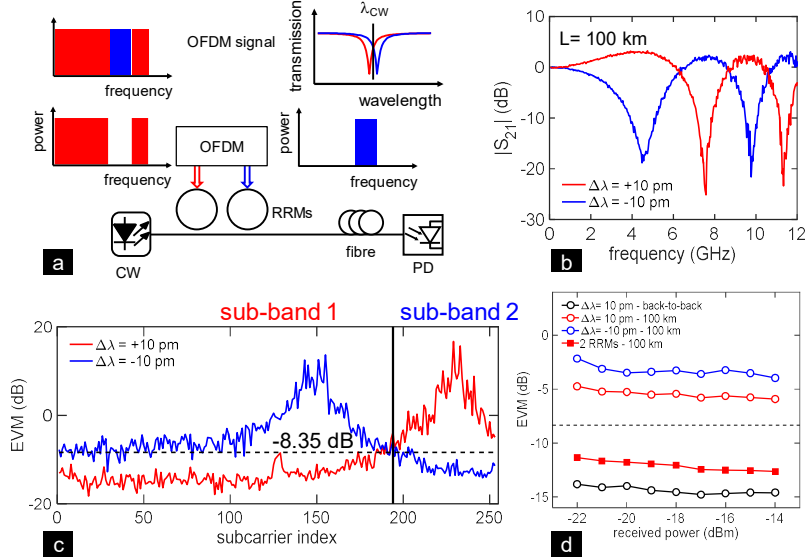 OFDM signal
frequency
transmission
λCW
wavelength
power
frequency
OFDM
power
frequency
RRMs
CW
fibre
PD
a
L= 100 km
|S21| (dB)
10
0
-10
-20
-30
Δλ = +10 pm
Δλ = -10 pm
0 2 4 6 8 10 12
frequency (GHz)
b
sub-band 1
sub-band 2
EVM (dB)
20
0
-20
Δλ = +10 pm
Δλ = -10 pm
-8.35 dB
0 50 100 150 200 250
subcarrier index
c
EVM (dB)
0
-5
-10
-15
Δλ= 10 pm - back-to-back
Δλ= 10 pm - 100 km
Δλ= -10 pm - 100 km
2 RRMs - 100 km
-22 -20 -18 -16 -14
received power (dBm)
d